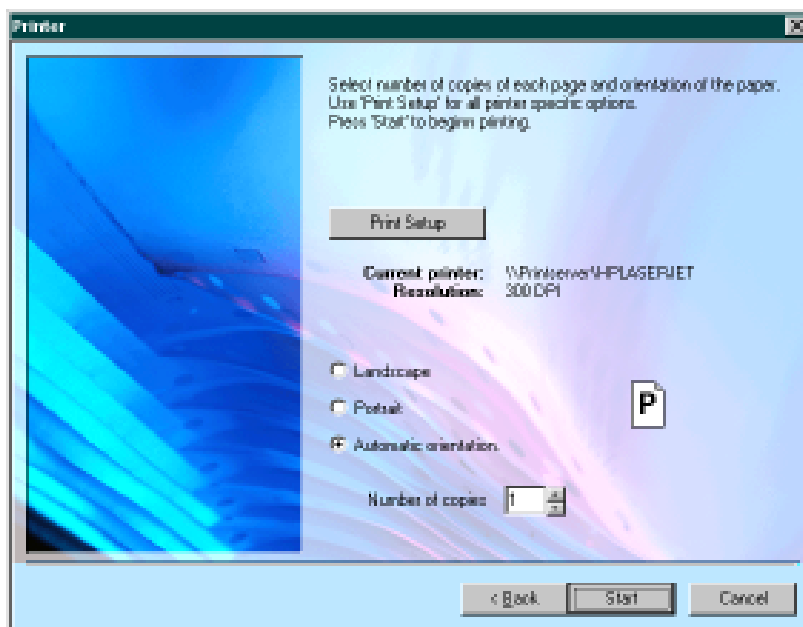 Printer
Select number of copies of each page and orientation of the paper.
Use 'Print Setup' for all printer specific options.
Press 'Start' to begin printing.
Print Setup
Current printer: \\Printserver\HPLASERJET
Resolution: 300 DPI
Landscape
Portrait
P
Automatic orientation.
Number of copies 1
< Back Start Cancel